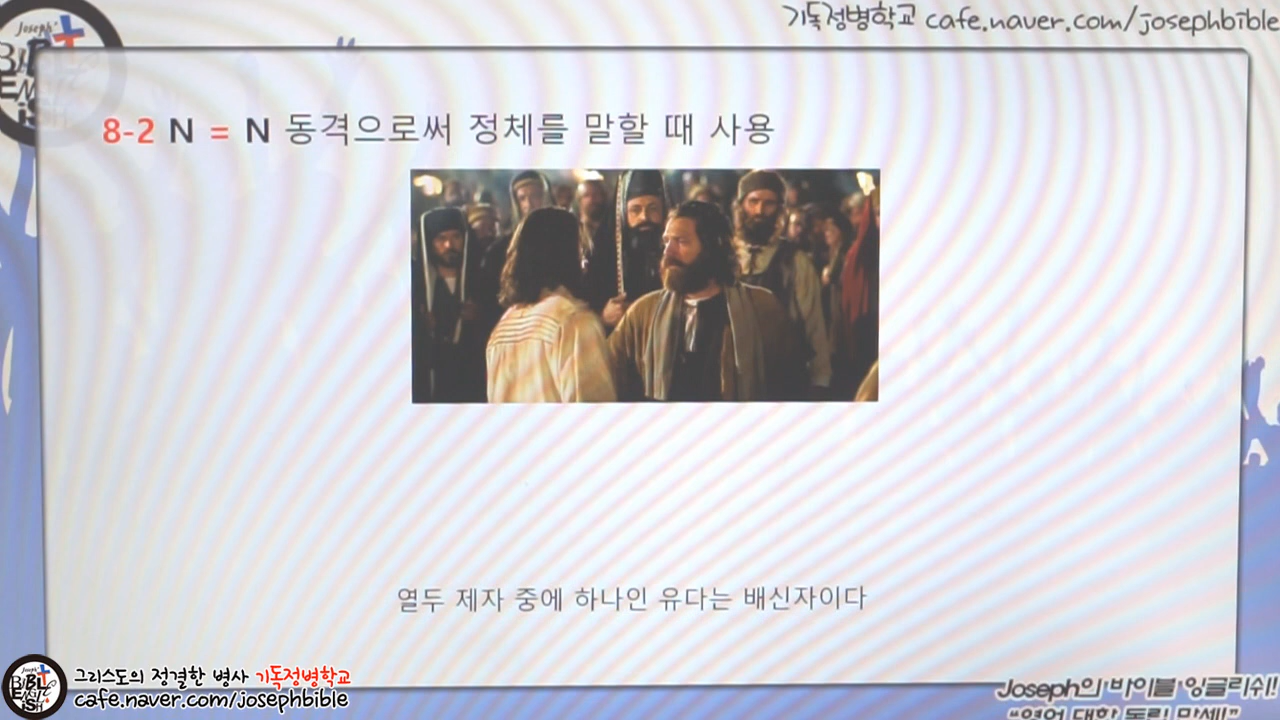 기독정병학교 cafe.naver.com/josephbible
Joseph'
8-2 N = N 동격으로써 정체를 말할 때 사용
열두 제자 중에 하나인 유다는 배신자이다
그리스도의 정결한 병사 기독정병학교
cafe.naver.com/josephbible
Joseph의 바이블 잉글리쉬!